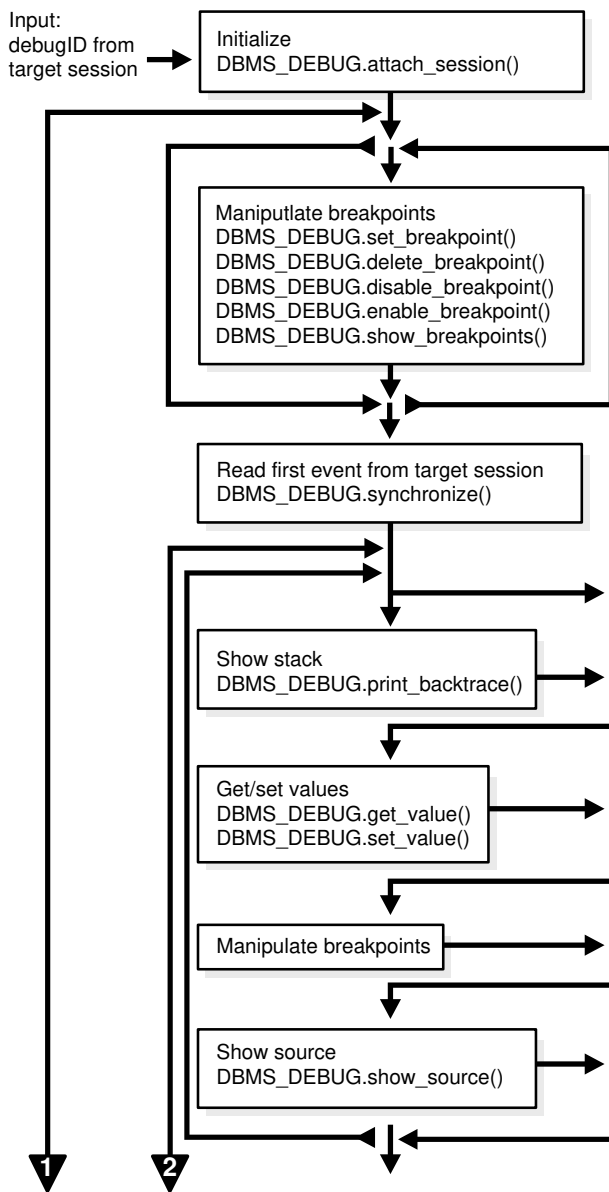 Input:
debugID from
target session
Initialize
DBMS_DEBUG.attach_session()
Maniputlate breakpoints
DBMS_DEBUG.set_breakpoint()
DBMS_DEBUG.delete_breakpoint()
DBMS_DEBUG.disable_breakpoint()
DBMS_DEBUG.enable_breakpoint()
DBMS_DEBUG.show_breakpoints()
Read first event from target session
DBMS_DEBUG.synchronize()
Show stack
DBMS_DEBUG.print_backtrace()
Get/set values
DBMS_DEBUG.get_value()
DBMS_DEBUG.set_value()
Manipulate breakpoints
Show source
DBMS_DEBUG.show_source()
1
2